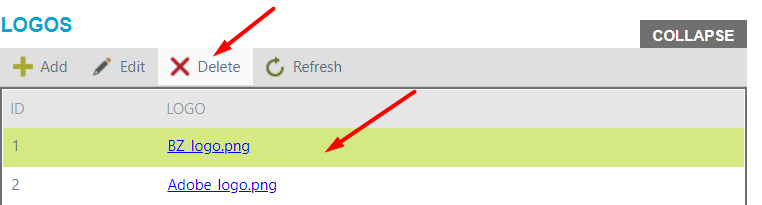 LOGOS
COLLAPSE
Add Edit Delete Refresh
ID LOGO
1 BZ_logo.png
2 Adobe_logo.png